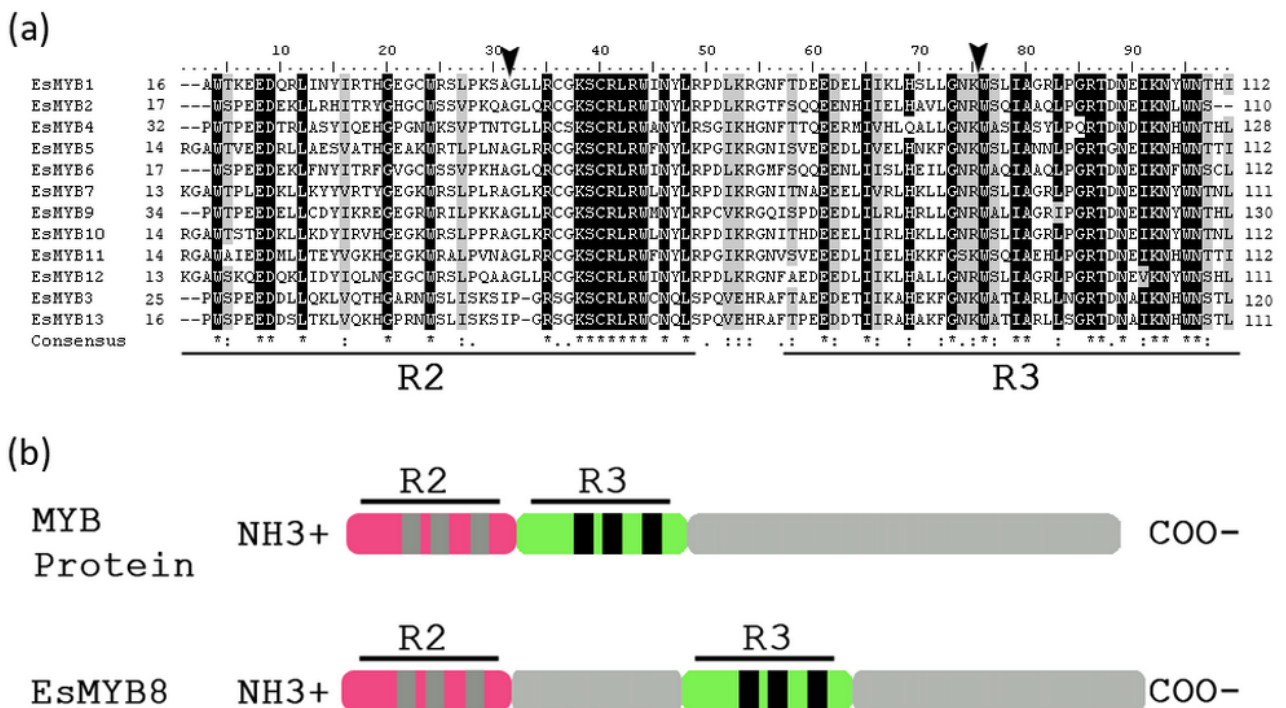 (a)
10 20 30 40 50 60 70 80 90
EsMYB1 16 --AWTKEEDQRLINYIRTHGEGCWRSLPKSAGLLRCGKSCRLRWINYLRPDLKRGNFTDEEDELIIKLHSLLGNKWSLIAGRLPGRTDNEIKNYWNTHI 112
EsMYB2 17 ---WSPEEDEKLLRHITRYGHGCWSSVPKQAGLQRCGKSCRLRWINYLRPDLKRGTFSQQEENHIIELHAVLGNRWSQIAAQLPGRTDNEIKNLWNS-- 110
EsMYB4 32 --PWTPEEDTRLASYIQEHGPGNWKSVPTNTGLLRCSKSCRLRWANYLRSGIKHGNFTTQEERMIVHLQALLGNKWASIASYLPQRTDNDIKNHWNTHL 128
EsMYB5 14 RGAWTVEEDRLLAESVATHGEAKWRTLPLNAGLRRCGKSCRLRWLNYLKPGIKRGNISVEEEDLIVELHNKFGNKWSLIANNLPGRTGNEIKNHWNTTI 112
EsMYB6 17 ---WSPEEDEKLFNYITRFGVGCWSSVPKQAGLQRCGKSCRLRWINYLRPDLKRGMFSQQEENLIISLHEILGNRWAQIAAQLPGRTDNEIKNFWNSCL 112
EsMYB7 13 KGAWTPLEDKLLKYYVRTYGEGKWRSLPLRAGLKRCGKSCRLRWLNYLRPDIKRGNITNAEEELIVRLHKLLGNRWSLIAGRLPGRTDNEIKNYWNTNL 111
EsMYB9 34 --PWTPEEDELLCDYIKREGEGRWRILPKKAGLLRCGKSCRLRWMNYLRPCVKRGQISPDEEDLILRLHRLLGNRWALIAGRIPGRTDNEIKNYWNTHL 130
EsMYB10 14 RGAWTSTEDKLLKDYIRVHGEGKWRSLPPRAGLKRCGKSCRLRWLNYLRPDIKRGNITHDEEELIIRLHKLLGNRWSLIAGRLPGRTDNEIKNYWNTNL 112
EsMYB11 14 RGAWAIEEDMLLTEYVGKHGEGKWRALPVNAGLRRCGKSCRLRWLNYLRPDIKRGNVSVEEEDLIIELHKKFGSKWSQIAEHLPGRTDNEIKNYWNTTI 112
EsMYB12 13 KGAWSKQEDQKLIDYIQLNGEGCWRSLPQAAGLLRCGKSCRLRWINYLRPDLKRGNFAEDEEDLIIKLHALLGNRWSLIAGRLPGRTDNEVKNYWNSHL 111
EsMYB3 25 --PWSPEEDDLLQKLVQTHGARNWSLISKSIP-GRSGKSCRLRWCNQLSPQVEHRAFTAEEDETIIKAHEKFGNKWATIARLLNGRTDNAIKNHWNSTL 120
EsMYB13 16 --PWSPEEDDSLTKLVQKHGPRNWSLISKSIP-GRSGKSCRLRWCNQLSPQVEHRAFTPEEDDTIIRAHAKFGNKWATIARLLSGRTDNAIKNHWNSTL 111
Consensus
R2 R3
(b)
R2 R3
MYB Protein NH3+ COO-
R2 R3
EsMYB8 NH3+ COO-